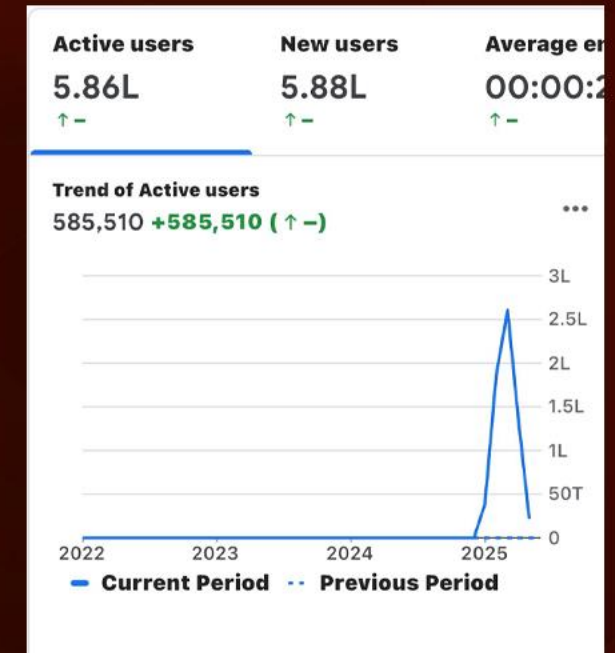 Active users New users Average en
5.86L 5.88L 00:00:2
↑ – ↑ – ↑ –
Trend of Active users
585,510 +585,510 ( ↑ –)
3L
2.5L
2L
1.5L
1L
50T
0
2022 2023 2024 2025
Current Period Previous Period